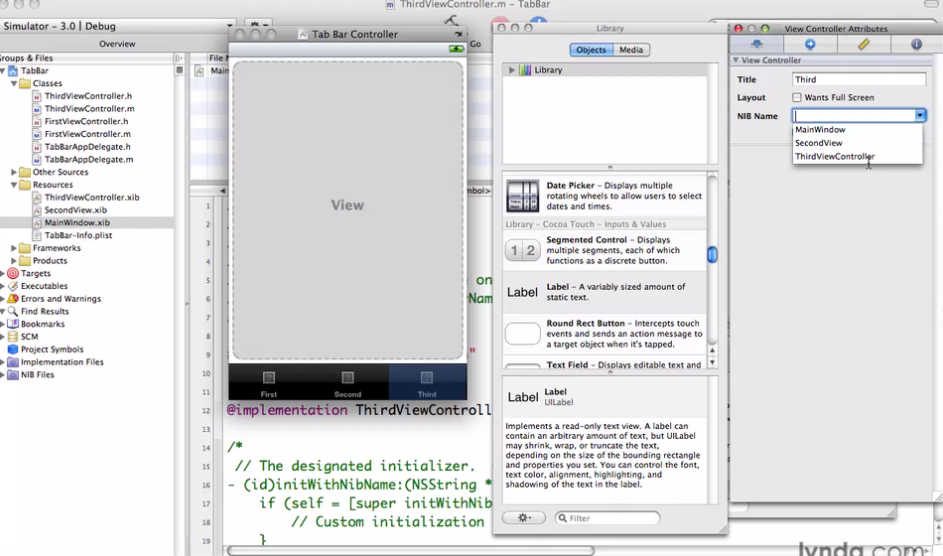 ThirdViewController.m – TabBar
Simulator - 3.0 | Debug
Overview
Go
Groups & Files
TabBar
Classes
ThirdViewController.h
ThirdViewController.m
FirstViewController.h
FirstViewController.m
TabBarAppDelegate.h
TabBarAppDelegate.m
Other Sources
Resources
ThirdViewController.xib
SecondView.xib
MainWindow.xib
TabBar-Info.plist
Frameworks
Products
Targets
Executables
Errors and Warnings
Find Results
Bookmarks
SCM
Project Symbols
Implementation Files
NIB Files
Tab Bar Controller
View
First
Second
Third
1
2
3
4
5
6
7
8
9
10
11
12
@implementation ThirdViewController
13
14
/*
15
// The designated initializer.
16
- (id)initWithNibName:(NSString *
17
if (self = [super initWithNib
18
// Custom initialization
19
}
Library
Objects
Media
Library
Date Picker – Displays multiple
rotating wheels to allow users to select
dates and times.
Library – Cocoa Touch – Inputs & Values
1 2
Segmented Control – Displays
multiple segments, each of which
functions as a discrete button.
Label
Label – A variably sized amount of
static text.
Round Rect Button – Intercepts touch
events and sends an action message to
a target object when it's tapped.
Text Field – Displays editable text and
Label
Label
UILabel
Implements a read-only text view. A label can
contain an arbitrary amount of text, but UILabel
may shrink, wrap, or truncate the text,
depending on the size of the bounding rectangle
and properties you set. You can control the font,
text color, alignment, highlighting, and
shadowing of the text in the label.
Filter
View Controller Attributes
View Controller
Title
Third
Layout
Wants Full Screen
NIB Name
MainWindow
SecondView
ThirdViewController
lynda.com